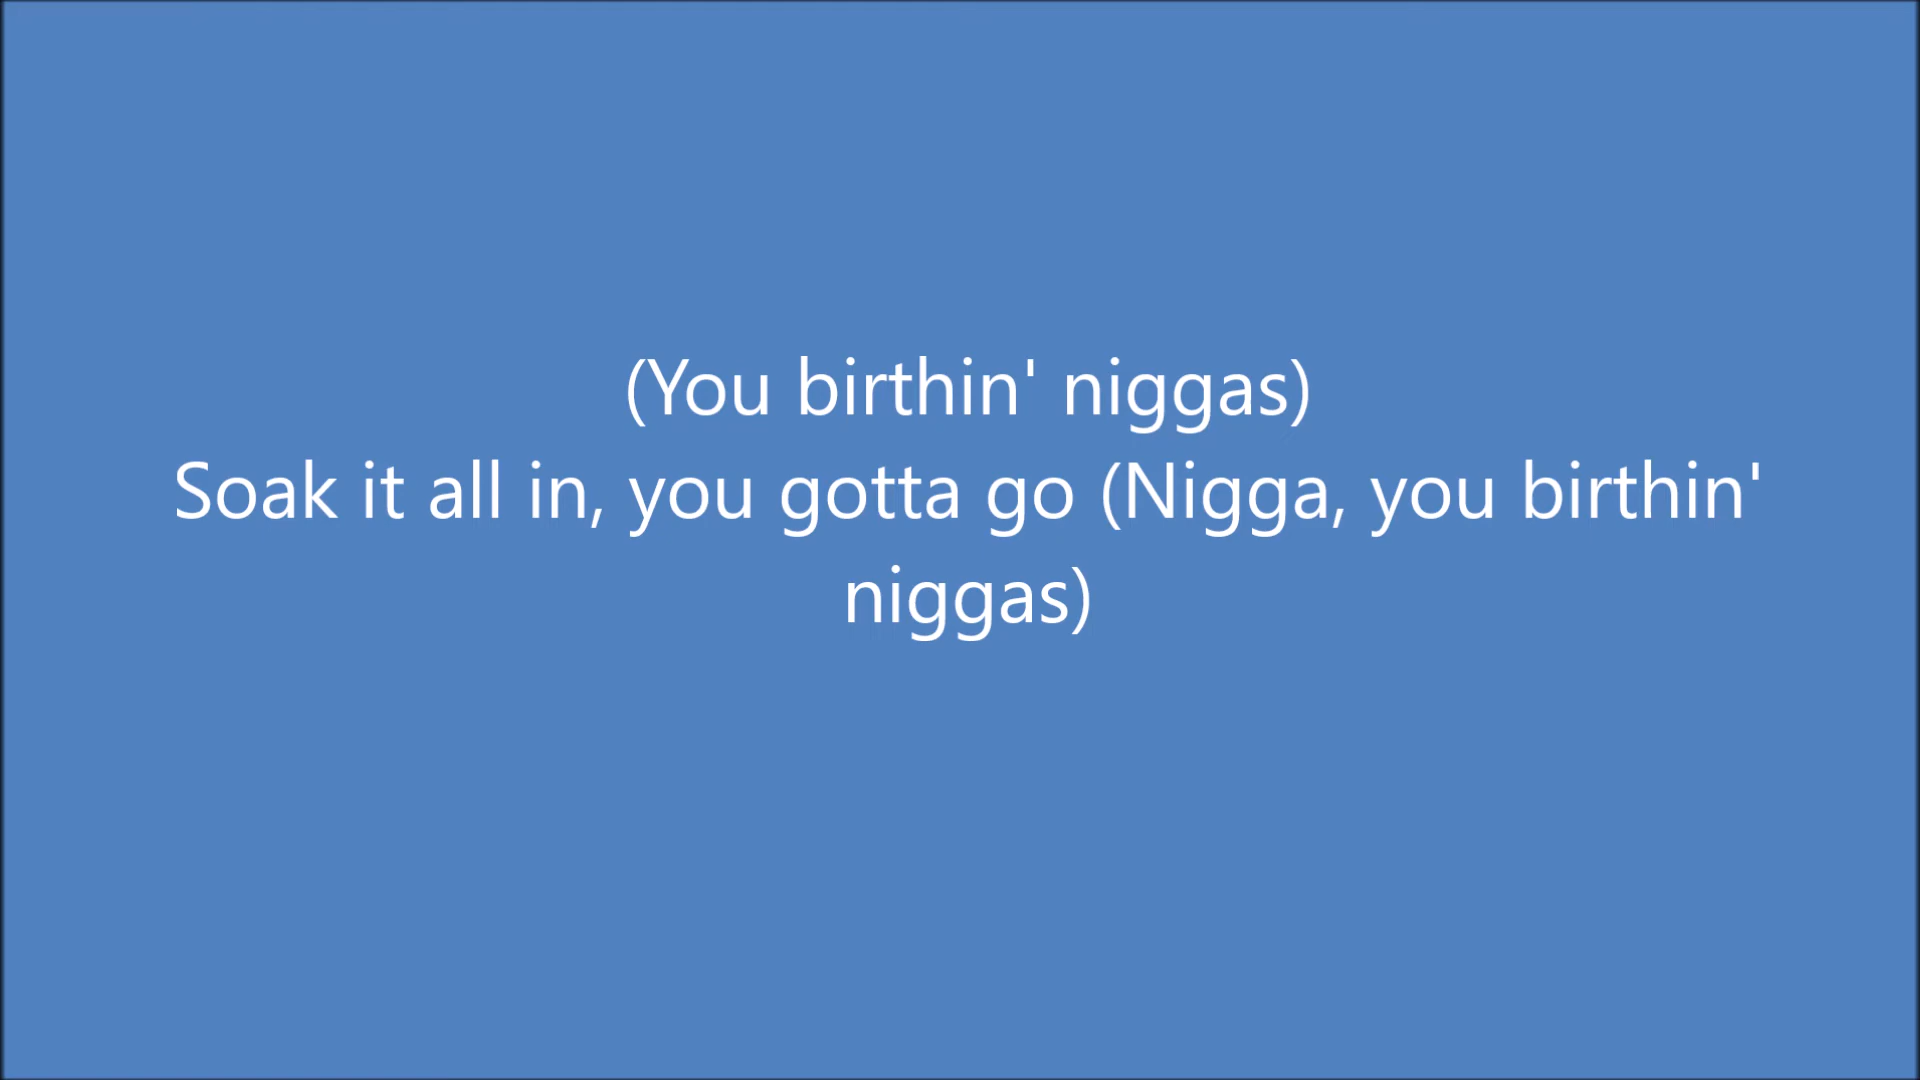 (You birthin' niggas)
Soak it all in, you gotta go (Nigga, you birthin'
niggas)